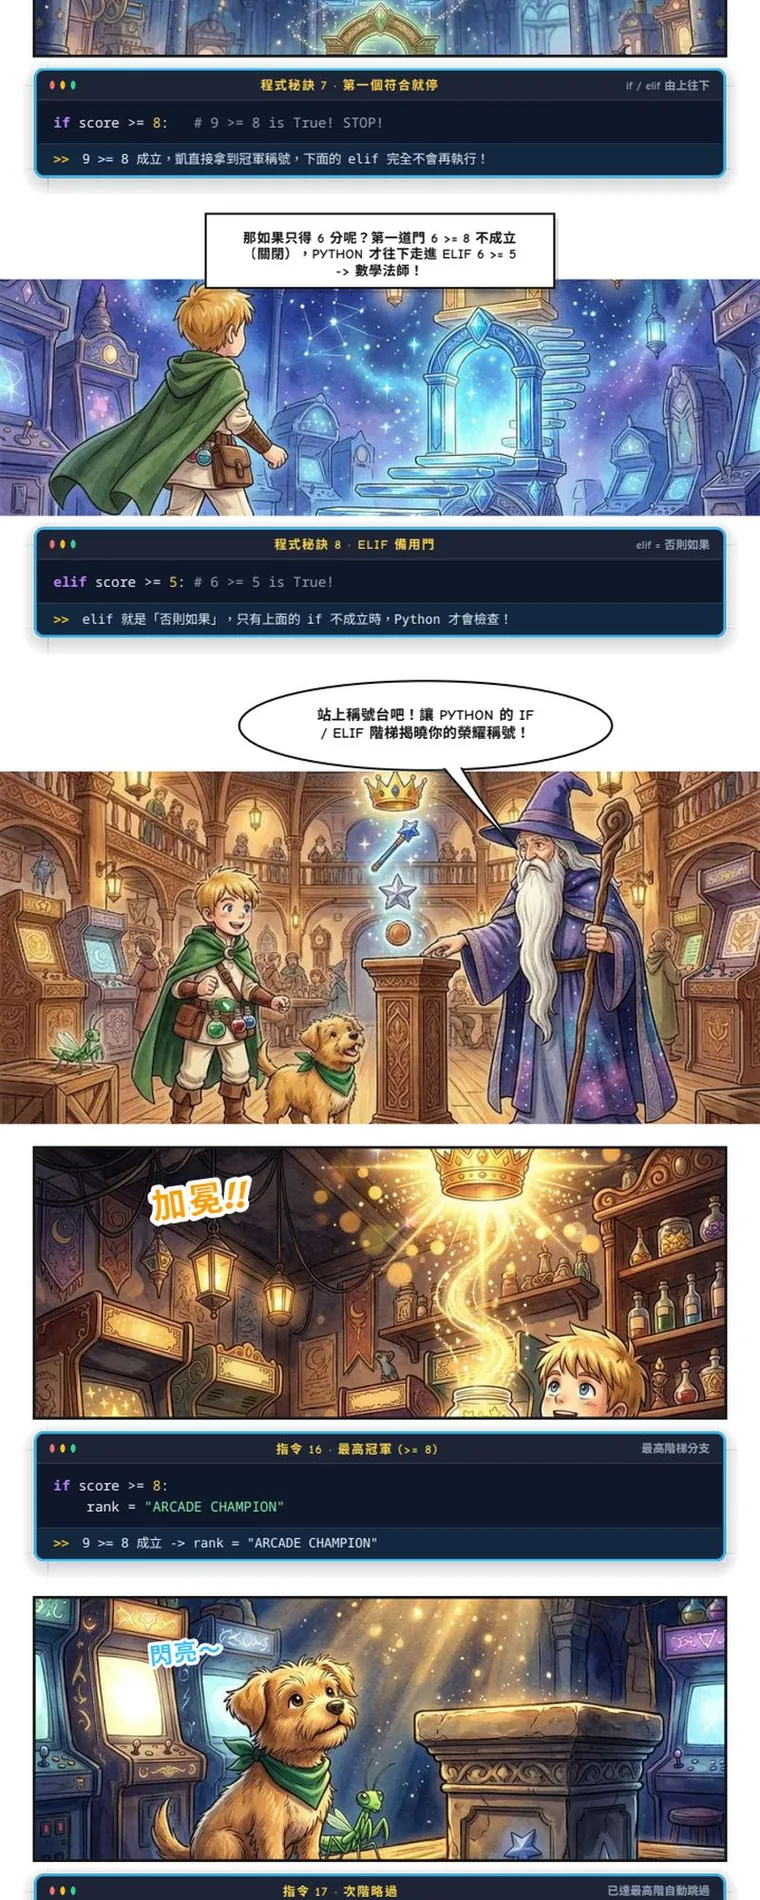 程式秘訣 7 · 第一個符合就停
if / elif 由上往下
if score >= 8:   # 9 >= 8 is True! STOP!
>> 9 >= 8 成立，凱直接拿到冠軍稱號，下面的 elif 完全不會再執行！
那如果只得 6 分呢？第一道門 6 >= 8 不成立
（關閉），PYTHON 才往下走進 ELIF 6 >= 5
-> 數學法師！
程式秘訣 8 · ELIF 備用門
elif = 否則如果
elif score >= 5: # 6 >= 5 is True!
>> elif 就是「否則如果」，只有上面的 if 不成立時，Python 才會檢查！
站上稱號台吧！讓 PYTHON 的 IF
/ ELIF 階梯揭曉你的榮耀稱號！
加冕!!
指令 16 · 最高冠軍 (>= 8)
最高階梯分支
if score >= 8:
    rank = "ARCADE CHAMPION"
>> 9 >= 8 成立 -> rank = "ARCADE CHAMPION"
閃亮～
指令 17 · 次階略過
已達最高階自動跳過